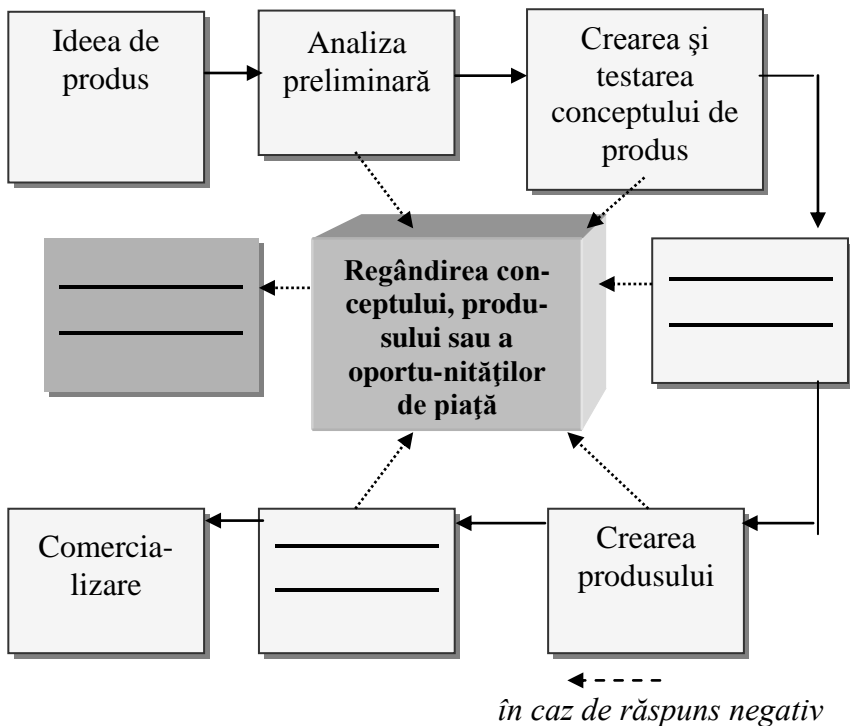 Ideea de
produs
Analiza
preliminară
Crearea şi
testarea
conceptului de
produs
Regândirea con-
ceptului, produ-
sului sau a
oportu-nităţilor
de piaţă
Comercia-
lizare
Crearea
produsului
în caz de răspuns negativ